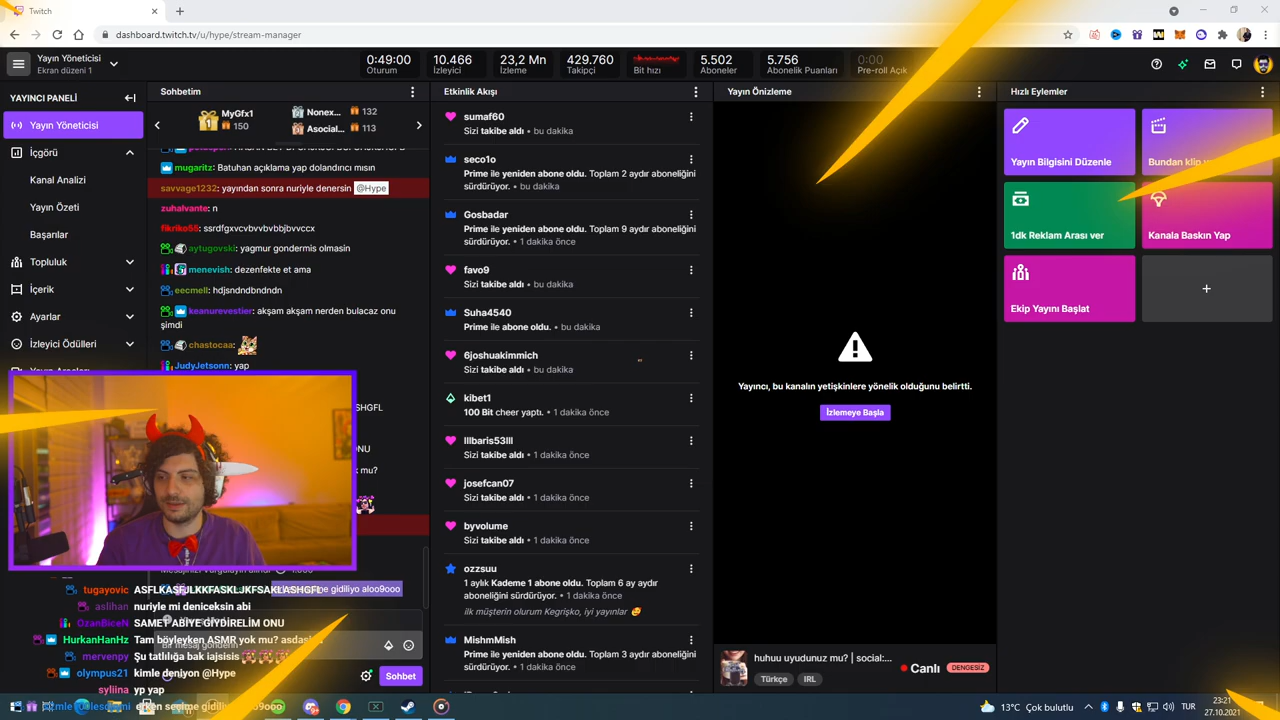 Twitch
dashboard.twitch.tv/u/hype/stream-manager
Yayın Yöneticisi
Ekran düzeni 1
0:49:00
Oturum
10.466
İzleyici
23,2 Mn
İzleme
429.760
Takipçi
Bit hızı
5.502
Aboneler
5.756
Abonelik Puanları
0:00
Pre-roll Açık
YAYINCI PANELİ
Yayın Yöneticisi
İçgörü
Kanal Analizi
Yayın Özeti
Başarılar
Topluluk
İçerik
Ayarlar
İzleyici Ödülleri
Sohbetim
MyGfx1
150
Nonex... 132
Asocial... 113
mugaritz: Batuhan açıklama yap dolandırıcı mısın
savvage1232: yayından sonra nuriyle denersin @Hype
zuhalvante: n
fikriko55: ssrdfgxvcvbvvbvbbjbvvccx
aytugovski: yagmur gondermis olmasin
menevish: dezenfekte et ama
eecmell: hdjsndndbndndn
keanurevestier: akşam akşam nerden bulacaz onu
şimdi
chastocaa:
JudyJetsonn: yap
tugayovic ASFLKASFJLKKFASKLJKFSAKLASHGFL
aslihan nuriyle mi deniceksin abi
OzanBiceN SAMET ABİYE GİYDİRELİM ONU
HurkanHanHz Tam böyleyken ASMR yok mu?
mervenpy Şu tatlılığa bak iajsisis
olympus21 kimle deniyon @Hype
syliina yp yap
gidiliyo aloo9ooo
Sohbet
Etkinlik Akışı
sumaf60
Sizi takibe aldı • bu dakika
seco1o
Prime ile yeniden abone oldu. Toplam 2 aydır aboneliğini
sürdürüyor. • bu dakika
Gosbadar
Prime ile yeniden abone oldu. Toplam 9 aydır aboneliğini
sürdürüyor. • 1 dakika önce
favo9
Sizi takibe aldı • bu dakika
Suha4540
Prime ile abone oldu. • bu dakika
6joshuakimmich
Sizi takibe aldı • bu dakika
kibet1
100 Bit cheer yaptı. • 1 dakika önce
lllbaris53lll
Sizi takibe aldı • 1 dakika önce
josefcan07
Sizi takibe aldı • 1 dakika önce
byvolume
Sizi takibe aldı • 1 dakika önce
ozzsuu
1 aylık Kademe 1 abone oldu. Toplam 6 ay aydır
aboneliğini sürdürüyor. • 1 dakika önce
ilk müşterin olurum Kegrişko, iyi yayınlar 🥰
MishmMish
Prime ile yeniden abone oldu. Toplam 3 aydır aboneliğini
sürdürüyor. • 1 dakika önce
Yayın Önizleme
Yayıncı, bu kanalın yetişkinlere yönelik olduğunu belirtti.
İzlemeye Başla
huhuu uyudunuz mu? | social:...
Türkçe IRL
Canlı
DENGESİZ
Hızlı Eylemler
Yayın Bilgisini Düzenle
Bundan klip
1dk Reklam Arası ver
Kanala Baskın Yap
Ekip Yayını Başlat
13°C Çok bulutlu
TUR
23:21
27.10.2021